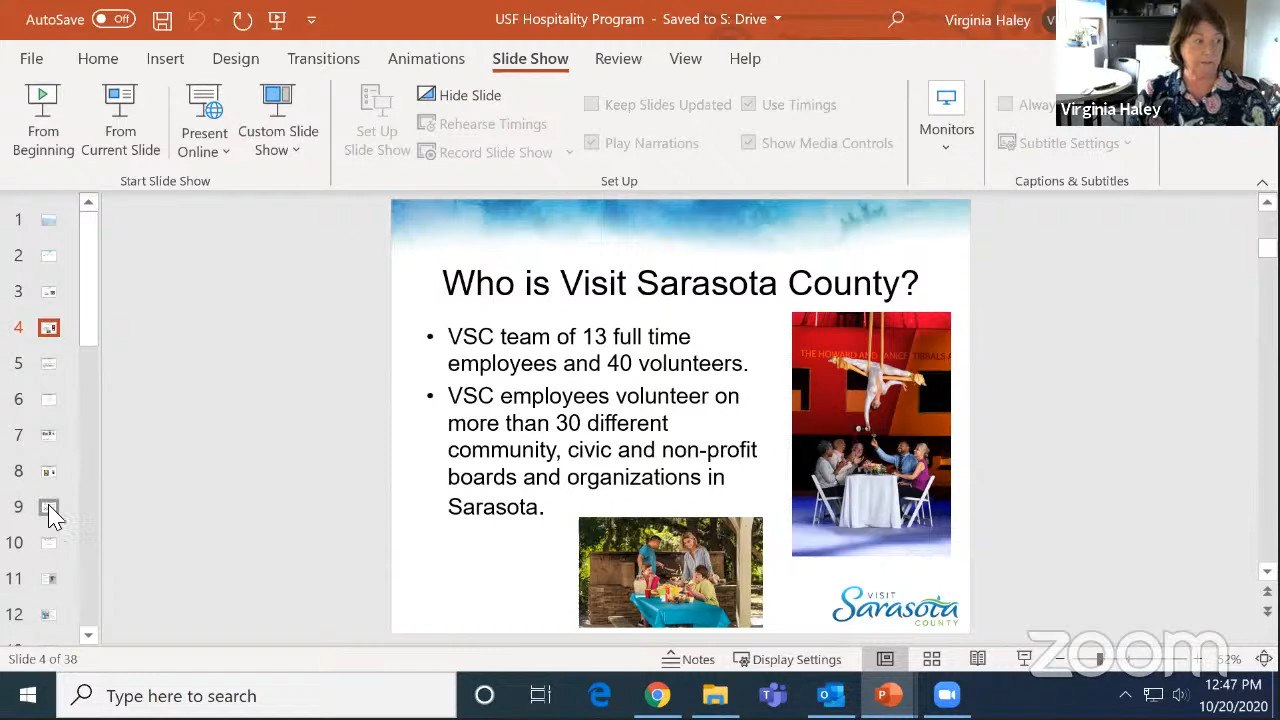 AutoSave Off
USF Hospitality Program - Saved to S: Drive
Virginia Haley
File Home Insert Design Transitions Animations Slide Show Review View Help
From Beginning
From Current Slide
Present Online
Custom Slide Show
Start Slide Show
Set Up Slide Show
Hide Slide
Rehearse Timings
Record Slide Show
Keep Slides Updated
Use Timings
Play Narrations
Show Media Controls
Set Up
Monitors
Subtitle Settings
Captions & Subtitles
Virginia Haley
1
2
3
4
5
6
7
8
9
10
11
12
Who is Visit Sarasota County?
• VSC team of 13 full time
employees and 40 volunteers.
• VSC employees volunteer on
more than 30 different
community, civic and non-profit
boards and organizations in
Sarasota.
THE HOWARD AND JANICE TIBBALS
VISIT
Sarasota
COUNTY
zoom
Slide 4 of 38
Notes
Display Settings
52%
Type here to search
12:47 PM
10/20/2020